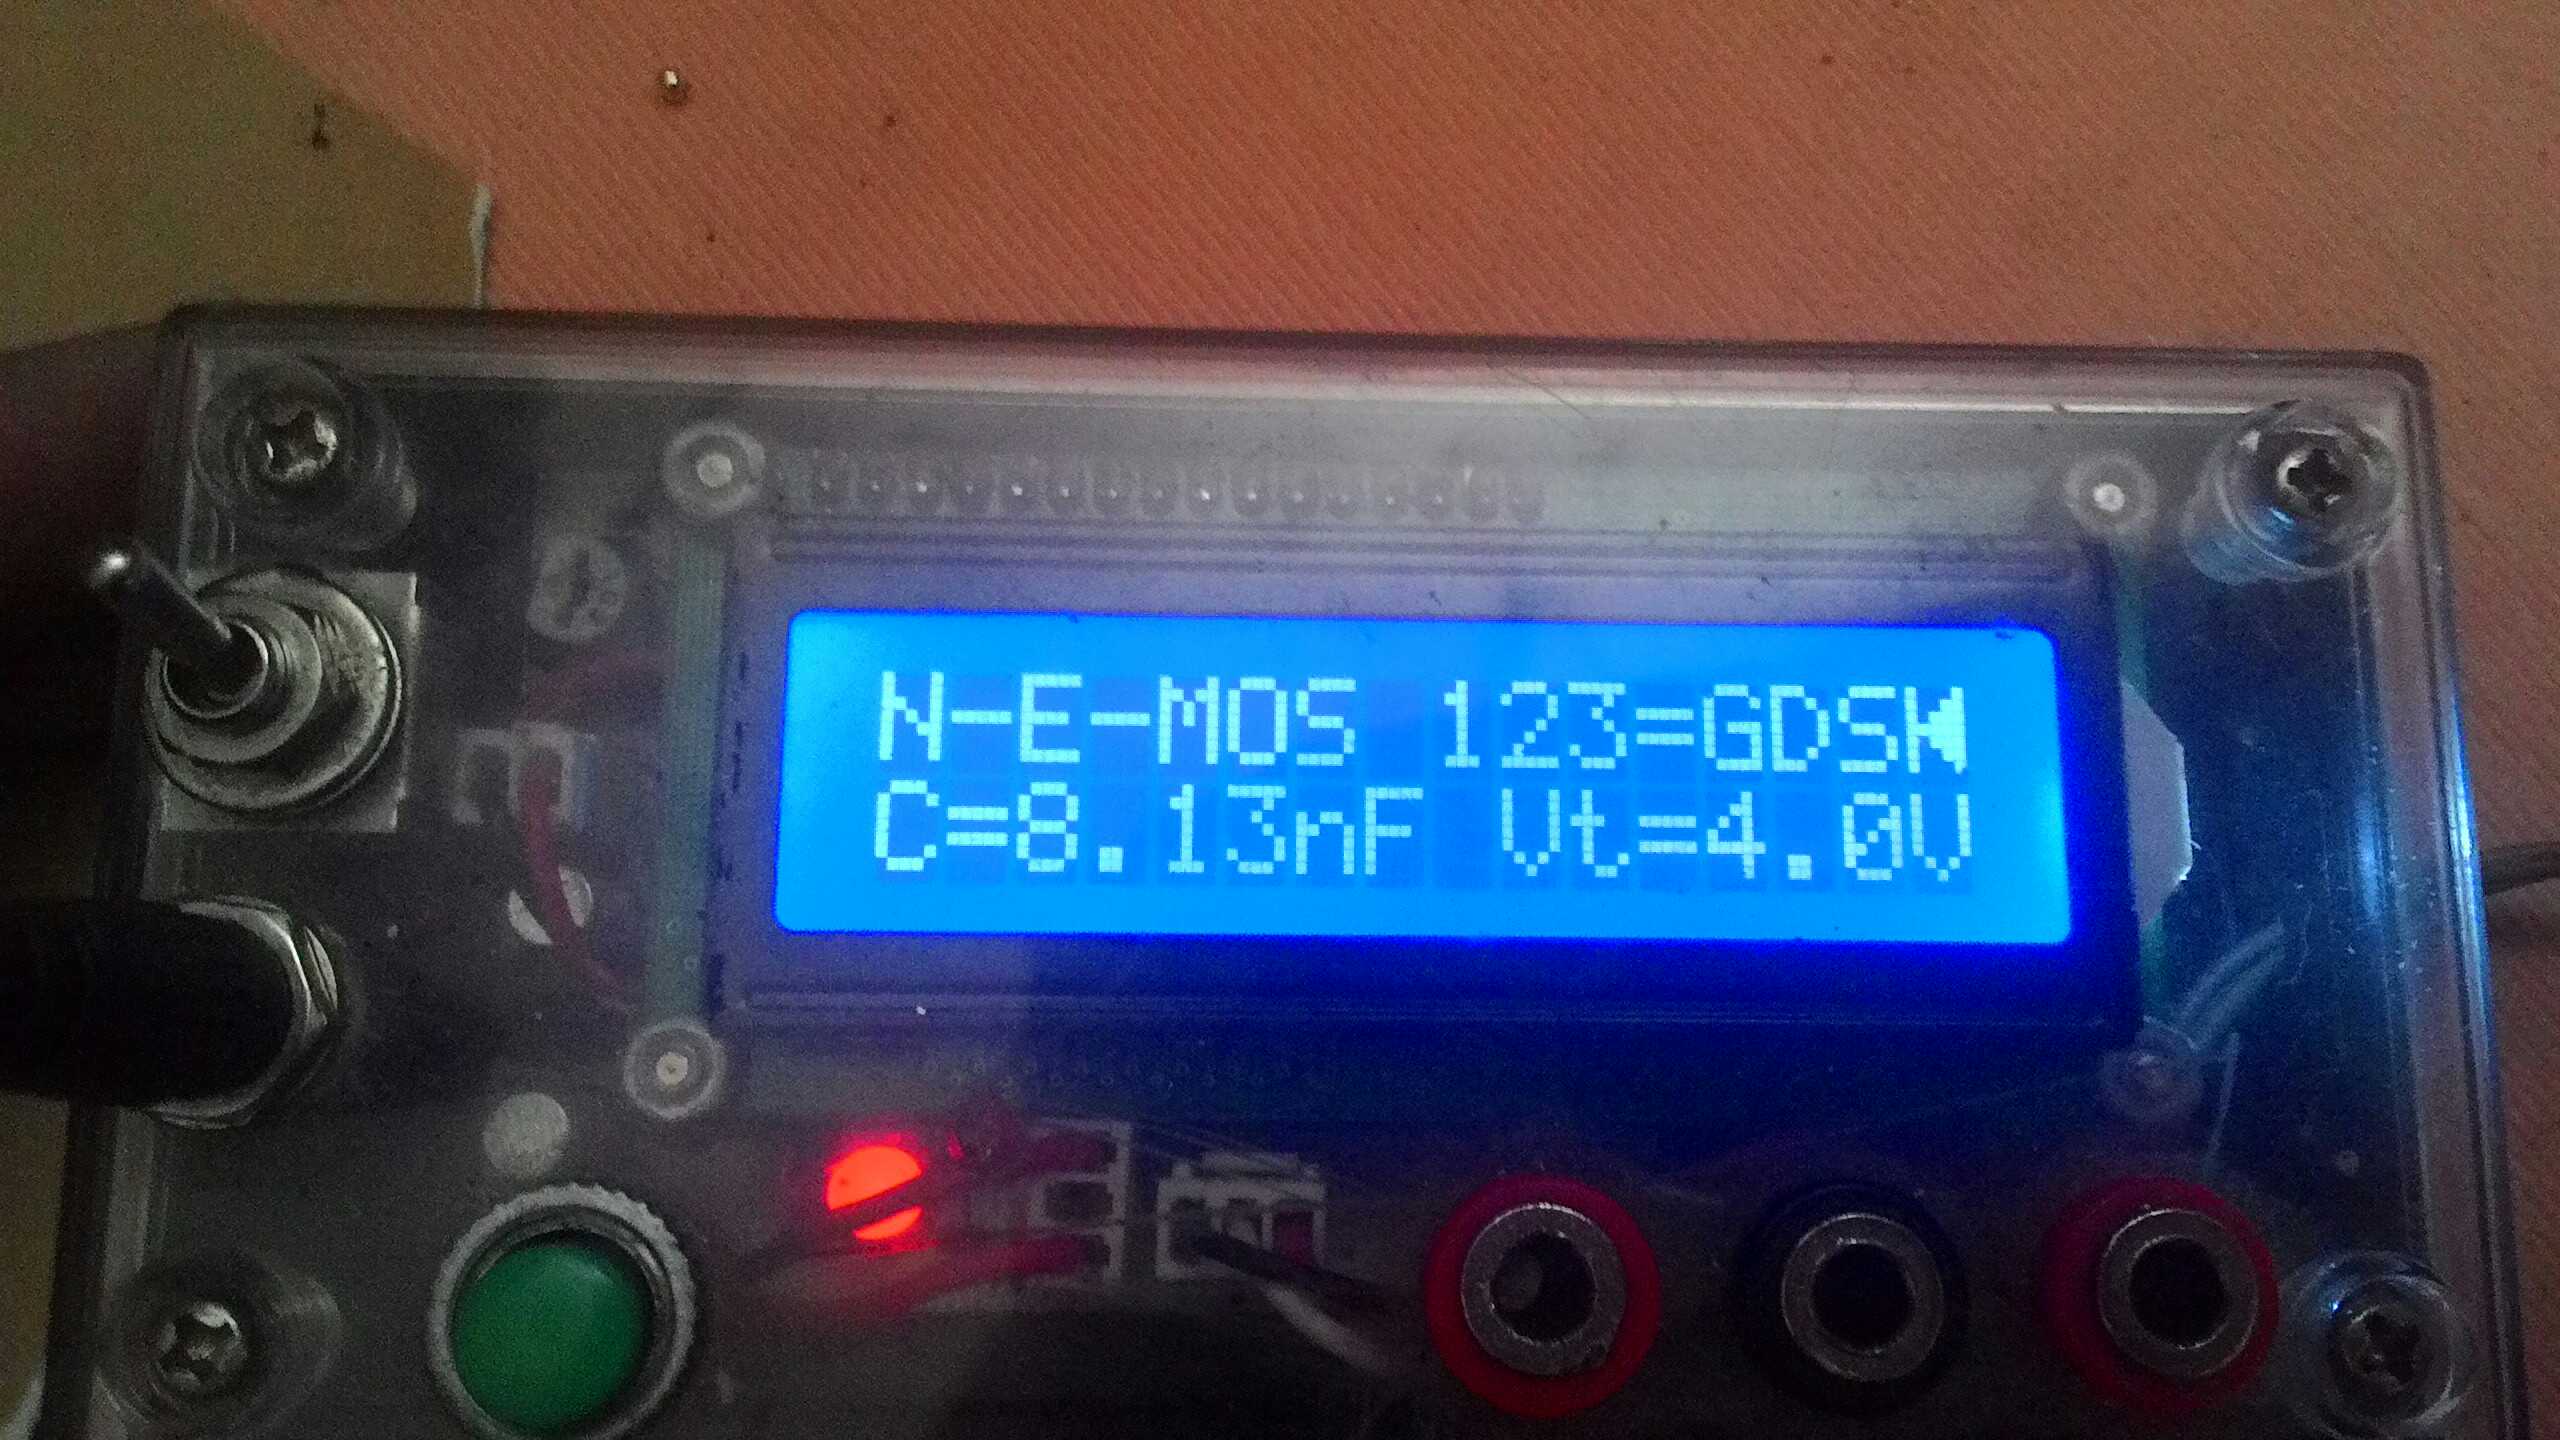 N-E-MOS 123=GDS
C=8.13nF Vt=4.0V